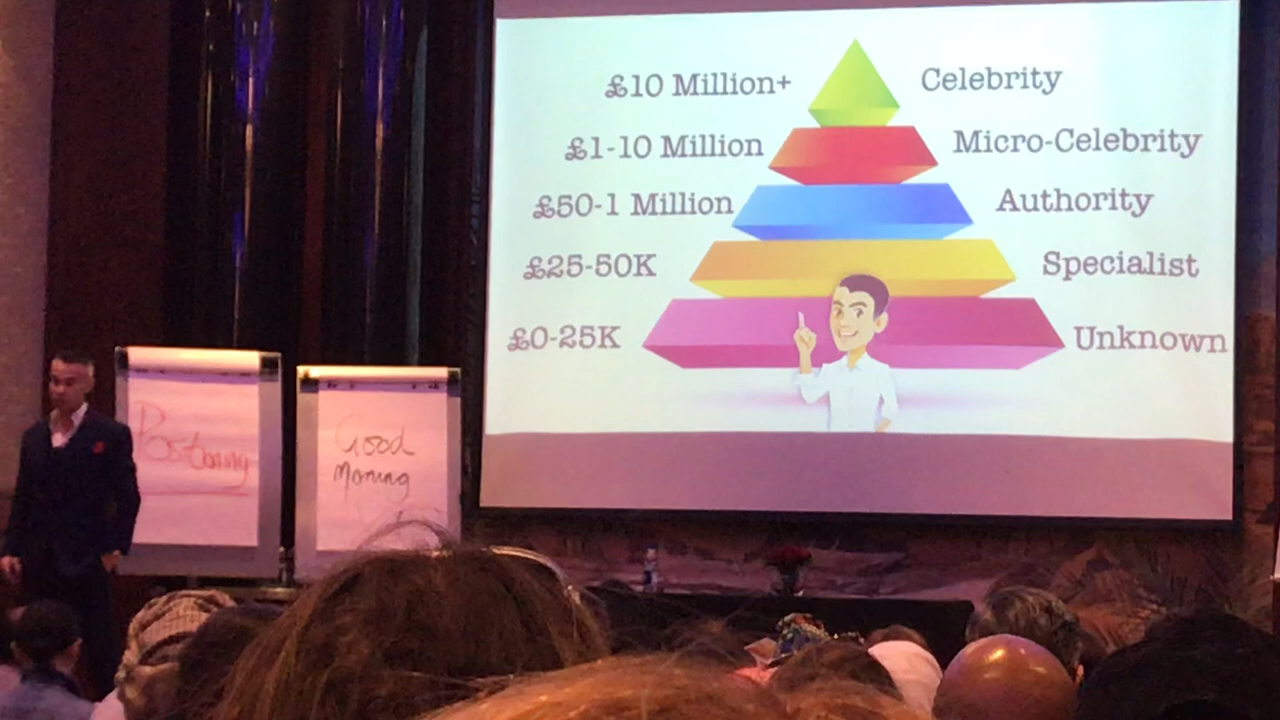 £10 Million+ Celebrity
£1-10 Million Micro-Celebrity
£50-1 Million Authority
£25-50K Specialist
£0-25K Unknown
Good
Morning